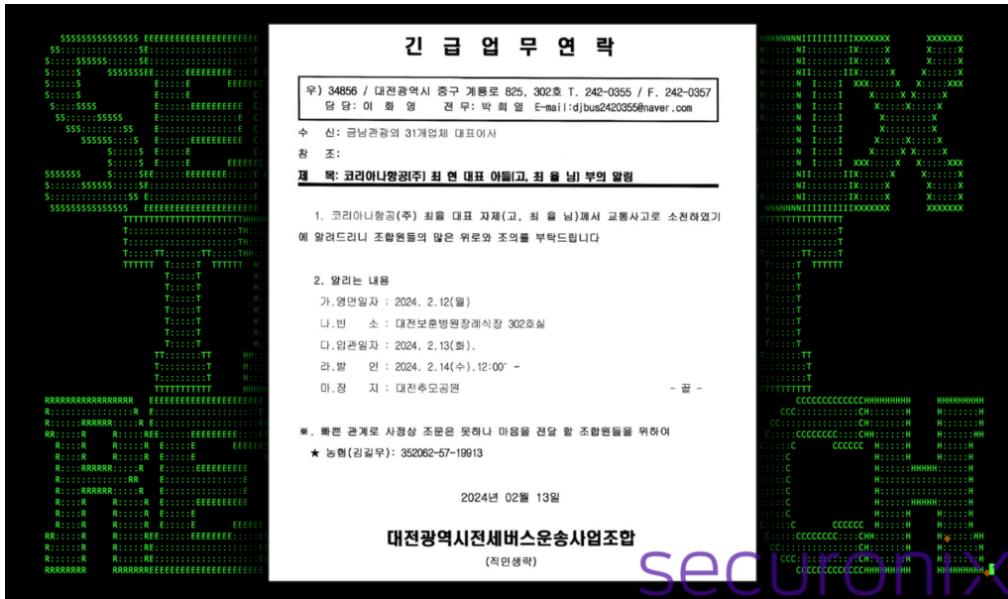 긴 급 업 무 연 락
우) 34856 / 대전광역시 중구 계룡로 825, 302호 T. 242-0355 / F. 242-0357
담 당: 이 화 영 전 무: 박 희 열 E-mail:djbus2420355@naver.com
수 신: 금남관광외 31개업체 대표이사
참 조:
제 목: 코리아나항공(주) 최 현 대표 아들(고, 최 율 님) 부의 알림
1. 코리아나항공(주) 최율 대표 자제(고, 최 율 님)께서 교통사고로 소천하였기
에 알려드리니 조합원들의 많은 위로와 조의를 부탁드립니다
2. 알리는 내용
가.영면일자 : 2024. 2.12(월)
나.빈 소 : 대전보훈병원장례식장 302호실
다.입관일자 : 2024. 2.13(화).
라.발 인 : 2024. 2.14(수).12:00' -
마.장 지 : 대전추모공원 - 끝 -
※. 빠쁜 관계로 사정상 조문은 못하나 마음을 전달 할 조합원들을 위하여
★ 농협(김길우): 352062-57-19913
2024년 02월 13일
대전광역시전세버스운송사업조합
(직인생략)
securonix